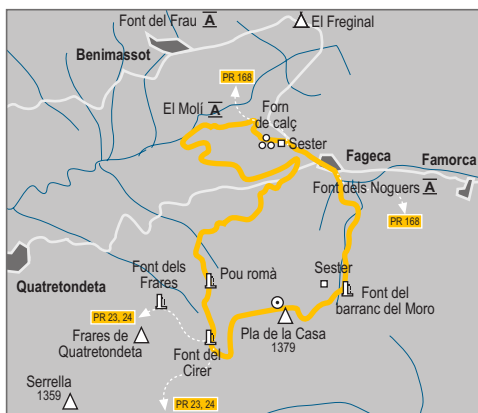 Font del Frau A
El Freginal
Benimassot
PR 168
El Molí A
Forn
de calç
Sester
Fageca
Famorca
Font dels Noguers A
PR 168
Quatretondeta
Font dels
Frares
Pou romà
Sester
Font del
barranc del Moro
PR 23, 24
Frares de
Quatretondeta
Font del
Cirer
Pla de la Casa
1379
Serrella
1359
PR 23, 24